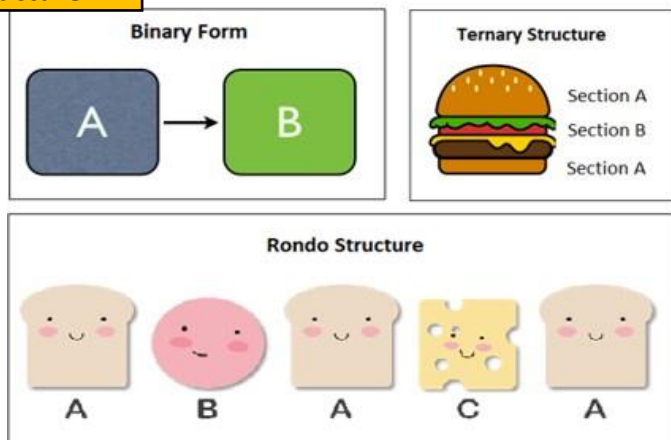 Binary Form
A
B
Ternary Structure
Section A
Section B
Section A
Rondo Structure
A
B
A
C
A